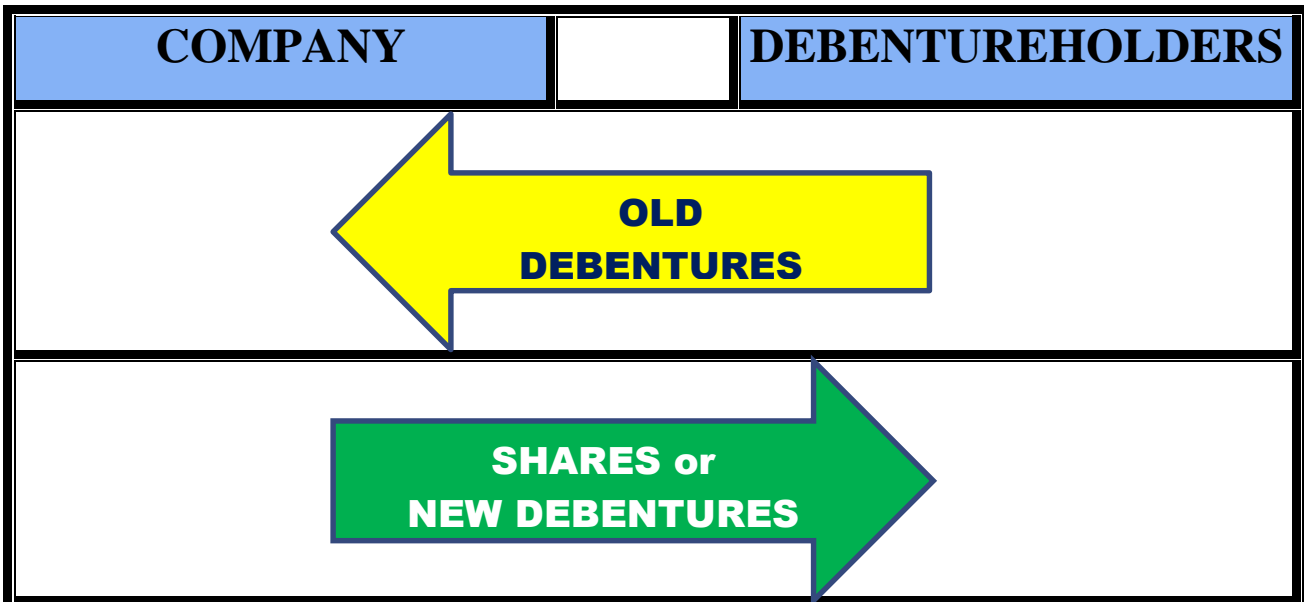 COMPANY
DEBENTUREHOLDERS
OLD
DEBENTURES
SHARES or
NEW DEBENTURES